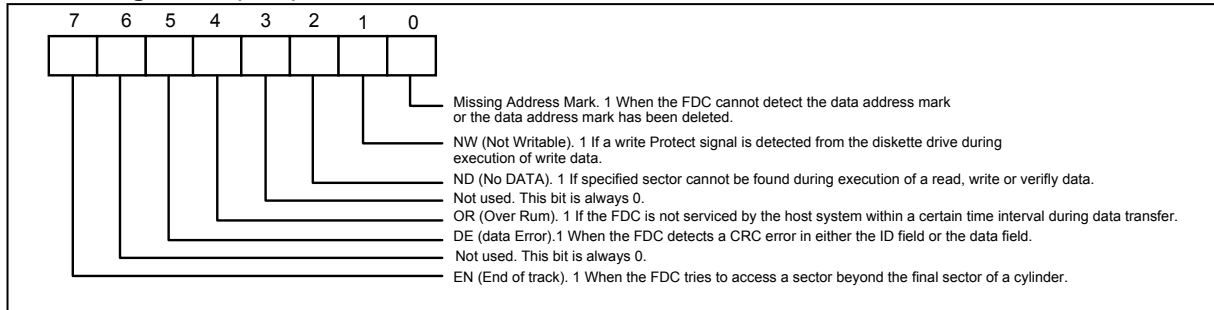 7 6 5 4 3 2 1 0
Missing Address Mark. 1 When the FDC cannot detect the data address mark
or the data address mark has been deleted.
NW (Not Writable). 1 If a write Protect signal is detected from the diskette drive during
execution of write data.
ND (No DATA). 1 If specified sector cannot be found during execution of a read, write or verifly data.
Not used. This bit is always 0.
OR (Over Rum). 1 If the FDC is not serviced by the host system within a certain time interval during data transfer.
DE (data Error).1 When the FDC detects a CRC error in either the ID field or the data field.
Not used. This bit is always 0.
EN (End of track). 1 When the FDC tries to access a sector beyond the final sector of a cylinder.